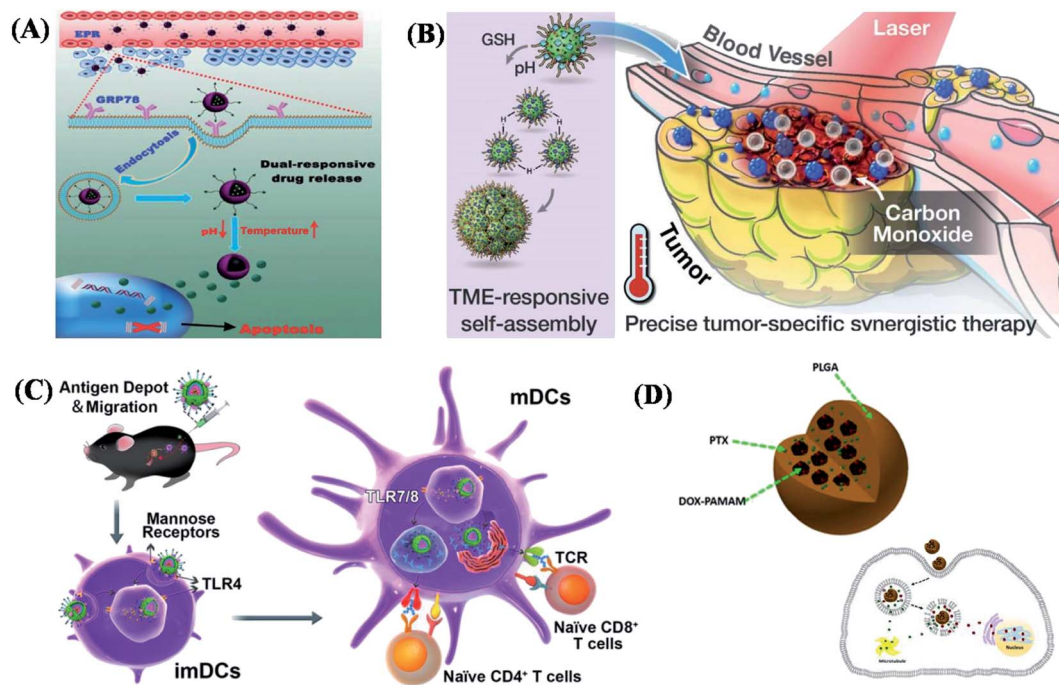 (A)
EPR
GRP78
Endocytosis
Dual-responsive
drug release
pH
Temperature
Apoptosis
(B)
GSH
pH
H
H
H
TME-responsive
self-assembly
Blood Vessel
Laser
Carbon
Monoxide
Tumor
Precise tumor-specific synergistic therapy
(C)
Antigen Depot
& Migration
Mannose
Receptors
TLR4
imDCs
mDCs
TLR7/8
TCR
Naïve CD8⁺
T cells
Naïve CD4⁺ T cells
(D)
PLGA
PTX
DOX-PAMAM
Microtubule
Nucleus